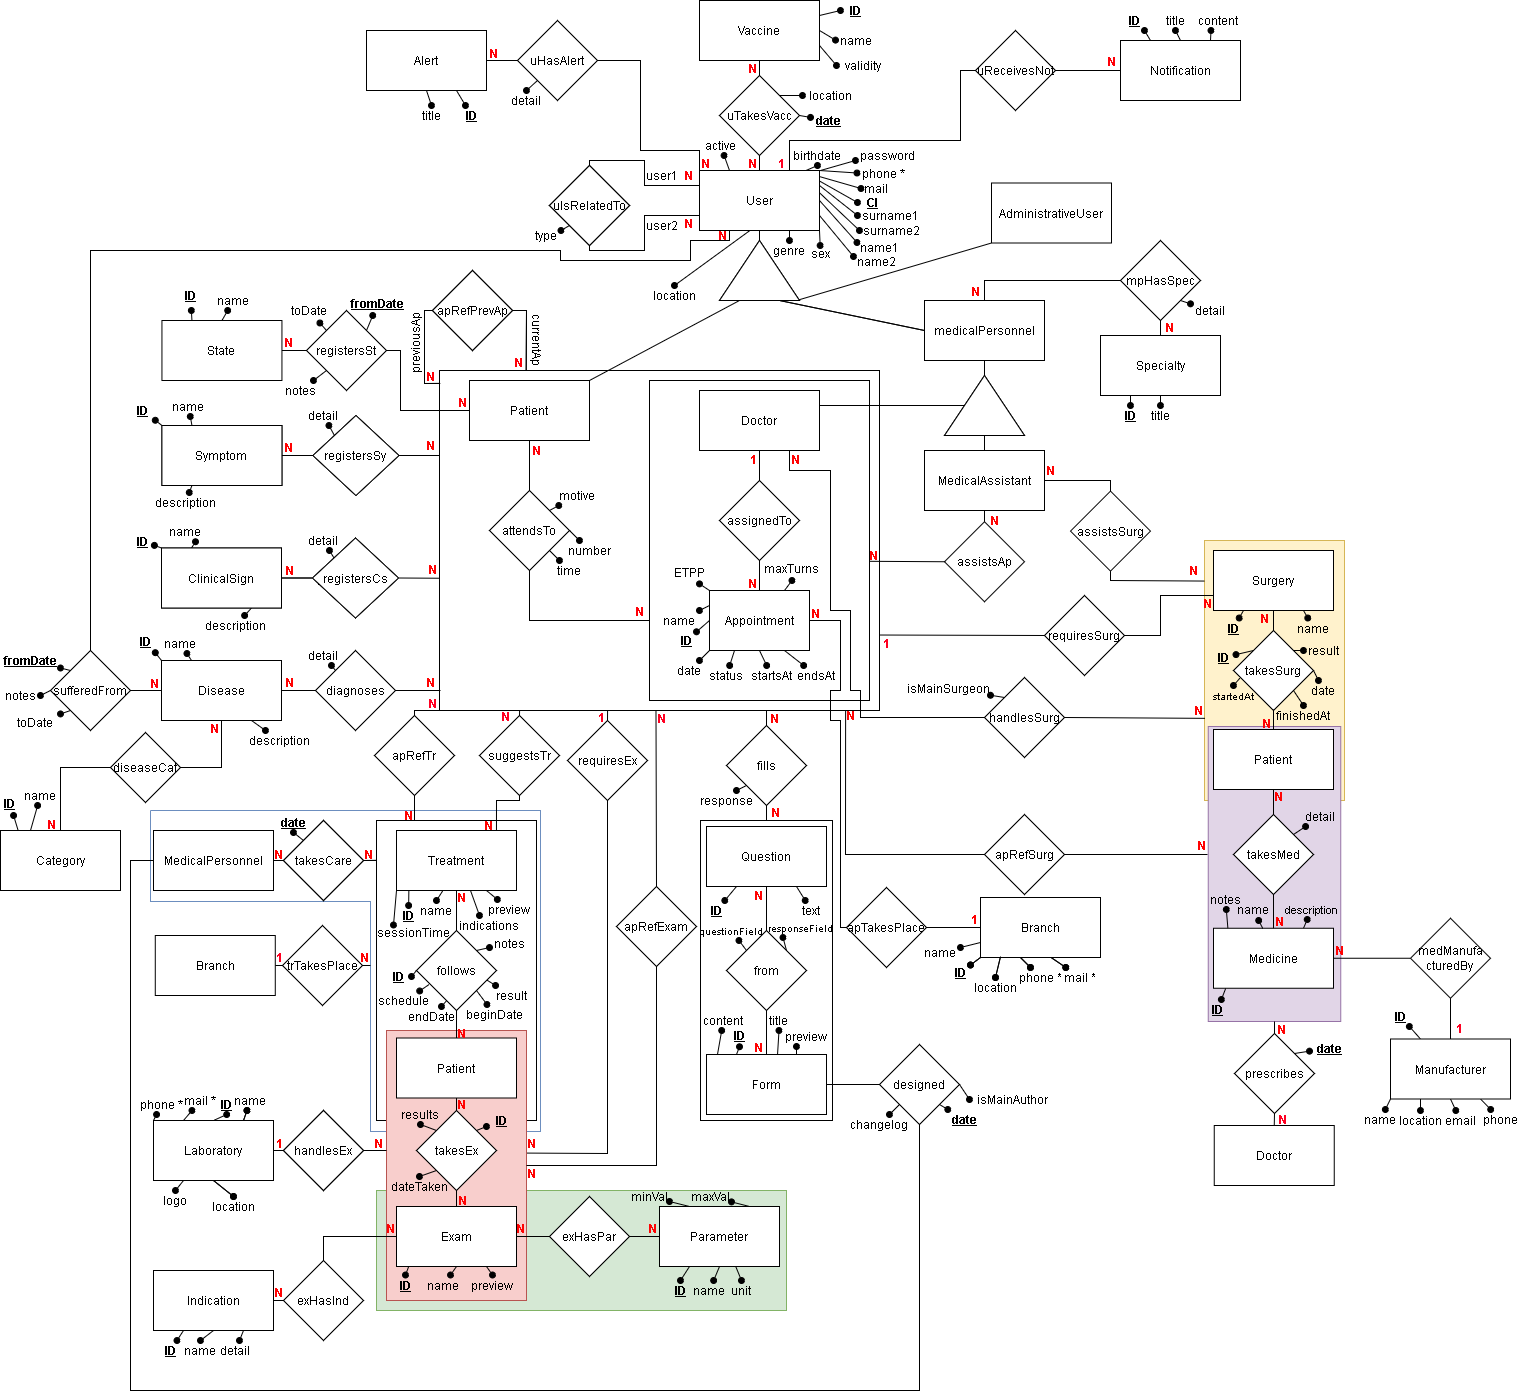 ID
Vaccine
name
validity
N
Alert
N
uHasAlert
detail
title
ID
ID
title
content
uReceivesNot
N
Notification
location
uTakesVacc
date
active
N
N
1
birthdate
password
phone *
mail
CI
surname1
surname2
name1
name2
user1
N
User
uIsRelatedTo
user2
N
type
N
genre
sex
location
AdministrativeUser
mpHasSpec
detail
N
medicalPersonnel
N
Specialty
ID
title
ID
name
toDate
fromDate
State
N
registersSt
notes
N
previousAp
apRefPrevAp
currentAp
N
N
Patient
N
Doctor
1
N
MedicalAssistant
N
N
ID
name
detail
Symptom
N
registersSy
N
description
motive
attendsTo
number
time
N
assignedTo
N
assistsSurg
N
N
assistsAp
ID
name
detail
ClinicalSign
N
registersCs
N
description
ETPP
maxTurns
N
name
Appointment
N
ID
date
status
startsAt
endsAt
Surgery
N
N
ID
name
requiresSurg
1
ID
takesSurg
result
startedAt
date
finishedAt
N
fromDate
notes
sufferedFrom
toDate
N
ID
name
detail
Disease
N
diagnoses
N
description
N
isMainSurgeon
handlesSurg
N
N
N
apRefTr
N
suggestsTr
N
1
requiresEx
N
N
fills
response
N
diseaseCat
ID
name
N
Category
Patient
N
detail
takesMed
N
apRefSurg
N
date
MedicalPersonnel
N
takesCare
N
N
Treatment
sessionTime
ID
name
indications
preview
N
Question
ID
N
text
apRefExam
apTakesPlace
1
Branch
name
ID
location
phone *
mail *
notes
name
description
N
Medicine
ID
N
medManufa
cturedBy
1
Branch
1
trTakesPlace
N
notes
ID
follows
result
schedule
endDate
beginDate
N
questionField
responseField
from
N
content
ID
title
preview
Form
designed
changelog
date
isMainAuthor
N
prescribes
date
N
Doctor
ID
Manufacturer
name
location
email
phone
Patient
N
phone *
mail *
ID
name
Laboratory
1
handlesEx
N
logo
location
results
ID
takesEx
dateTaken
N
N
N
N
Exam
N
ID
name
preview
exHasPar
N
minVal
maxVal
Parameter
ID
name
unit
Indication
N
exHasInd
ID
name
detail